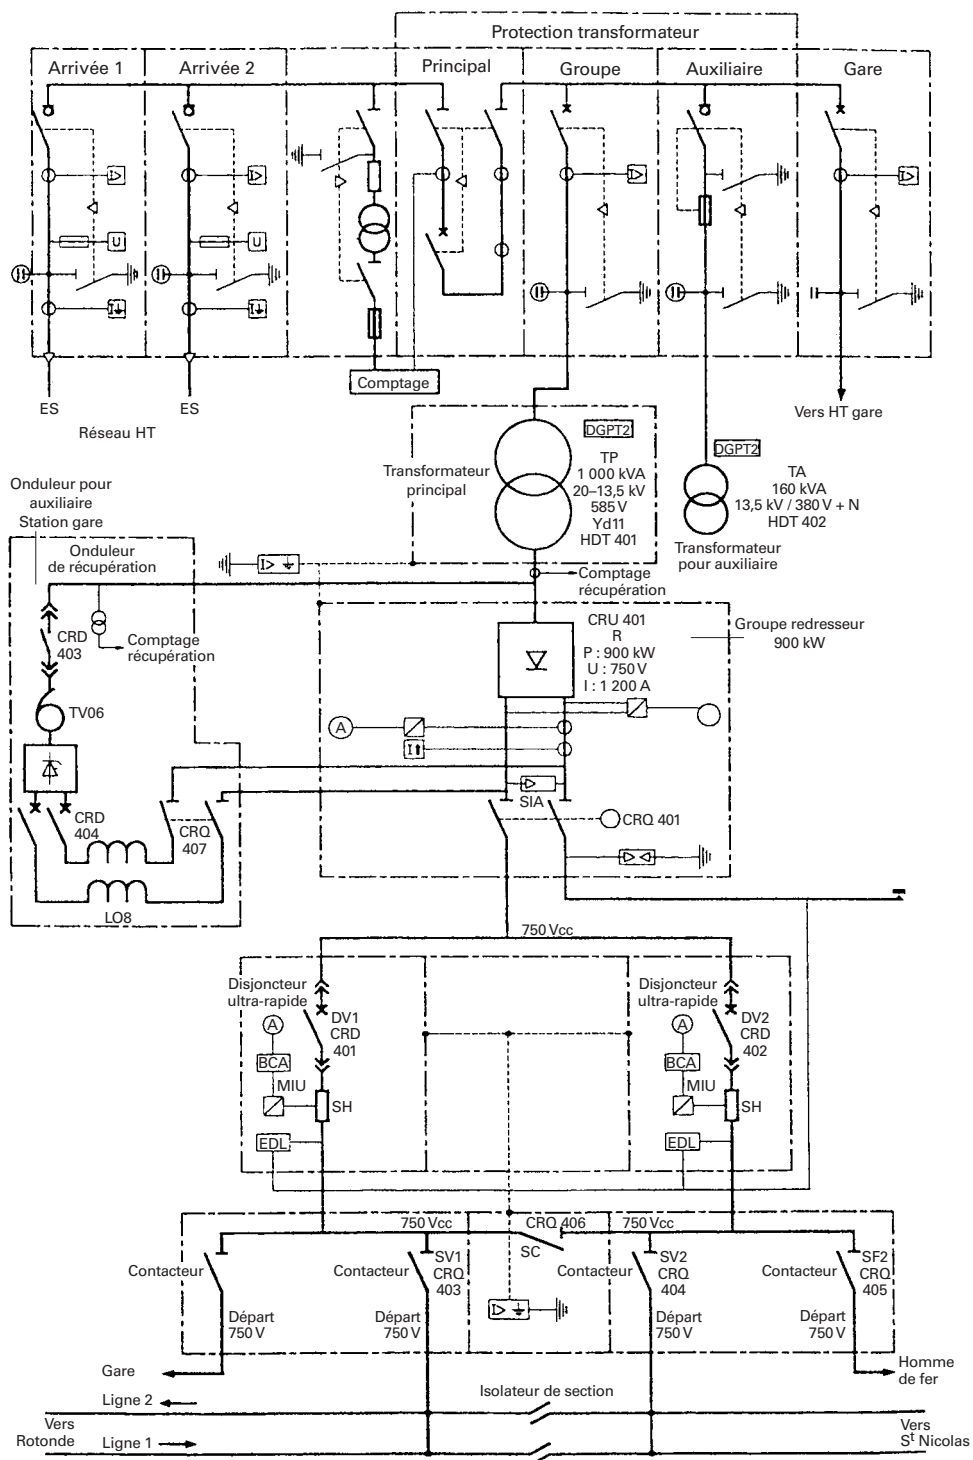 Protection transformateur
Arrivée 1
Arrivée 2
Principal
Groupe
Auxiliaire
Gare
I>
I>
I>
I>
U
U
I
I
ES
ES
Réseau HT
Comptage
Vers HT gare
DGPT2
TP
1 000 kVA
20–13,5 kV
585 V
Yd11
HDT 401
Transformateur
principal
DGPT2
TA
160 kVA
13,5 kV / 380 V + N
HDT 402
Transformateur
pour auxiliaire
Onduleur pour
auxiliaire
Station gare
Onduleur
de récupération
I>
Comptage
récupération
CRD
403
Comptage
récupération
TV06
CRU 401
R
P : 900 kW
U : 750 V
I : 1 200 A
Groupe redresseur
900 kW
A
I
SIA
CRQ 401
CRD
404
CRQ
407
LO8
750 Vcc
Disjoncteur
ultra-rapide
A
DV1
CRD
401
BCA
MIU
SH
EDL
Disjoncteur
ultra-rapide
A
DV2
CRD
402
BCA
MIU
SH
EDL
750 Vcc
CRQ 406
750 Vcc
SC
Contacteur
Contacteur
SV1
CRQ
403
Contacteur
SV2
CRQ
404
Contacteur
SF2
CRQ
405
I>
Départ
750 V
Départ
750 V
Départ
750 V
Départ
750 V
Gare
Homme
de fer
Ligne 2
Isolateur de section
Vers
Rotonde
Ligne 1
Vers
St Nicolas